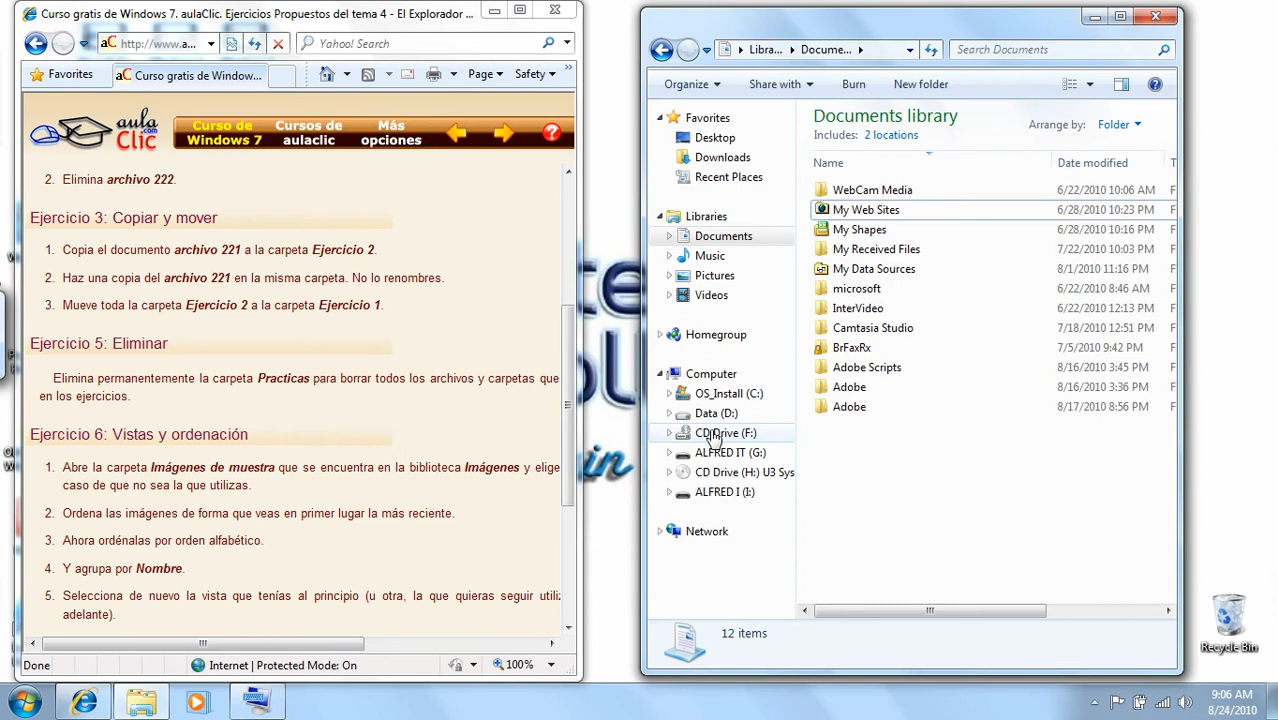 Curso gratis de Windows 7. aulaClic. Ejercicios Propuestos del tema 4 - El Explorador ...
http://www.a...
Yahoo! Search
Favorites
aC Curso gratis de Window...
Page
Safety
»
aula
Clic
.com
Curso de Windows 7
Cursos de aulaclic
Más opciones
?
2. Elimina archivo 222.
Ejercicio 3: Copiar y mover
1. Copia el documento archivo 221 a la carpeta Ejercicio 2.
2. Haz una copia del archivo 221 en la misma carpeta. No lo renombres.
3. Mueve toda la carpeta Ejercicio 2 a la carpeta Ejercicio 1.
Ejercicio 5: Eliminar
Elimina permanentemente la carpeta Practicas para borrar todos los archivos y carpetas que
en los ejercicios.
Ejercicio 6: Vistas y ordenación
1. Abre la carpeta Imágenes de muestra que se encuentra en la biblioteca Imágenes y elige
caso de que no sea la que utilizas.
2. Ordena las imágenes de forma que veas en primer lugar la más reciente.
3. Ahora ordénalas por orden alfabético.
4. Y agrupa por Nombre.
5. Selecciona de nuevo la vista que tenías al principio (u otra, la que quieras seguir utili
adelante).
Done
Internet | Protected Mode: On
100%
Libra...
Docume...
Search Documents
Organize
Share with
Burn
New folder
Favorites
Desktop
Downloads
Recent Places
Libraries
Documents
Music
Pictures
Videos
Homegroup
Computer
OS_Install (C:)
Data (D:)
CD Drive (F:)
ALFRED IT (G:)
CD Drive (H:) U3 Sys
ALFRED I (I:)
Network
Documents library
Includes: 2 locations
Arrange by: Folder
Name Date modified T
WebCam Media 6/22/2010 10:06 AM F
My Web Sites 6/28/2010 10:23 PM F
My Shapes 6/28/2010 10:16 PM F
My Received Files 7/22/2010 10:03 PM F
My Data Sources 8/1/2010 11:16 PM F
microsoft 6/22/2010 8:46 AM F
InterVideo 6/22/2010 12:13 PM F
Camtasia Studio 7/18/2010 12:51 PM F
BrFaxRx 7/5/2010 9:42 PM F
Adobe Scripts 8/16/2010 3:45 PM F
Adobe 8/16/2010 3:36 PM F
Adobe 8/17/2010 8:56 PM F
12 items
Recycle Bin
9:06 AM
8/24/2010